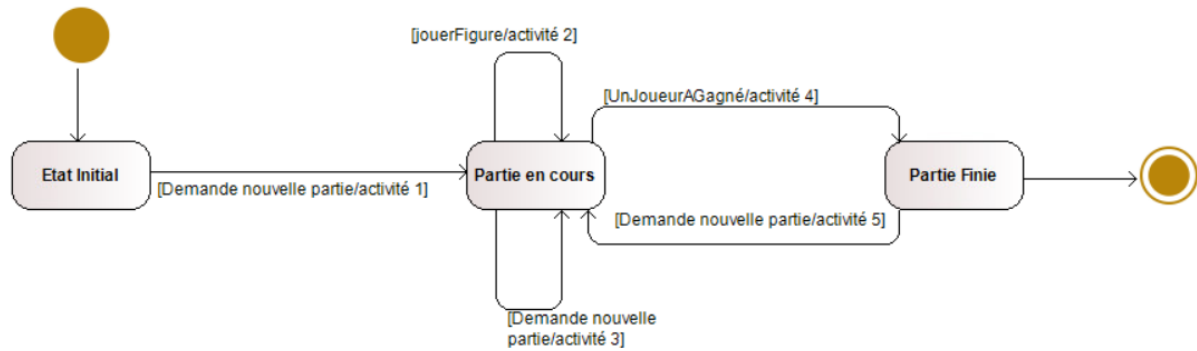 [jouerFigure/activité 2]
[UnJoueurAGagné/activité 4]
Etat Initial
Partie en cours
Partie Finie
[Demande nouvelle partie/activité 1]
[Demande nouvelle partie/activité 5]
[Demande nouvelle
partie/activité 3]